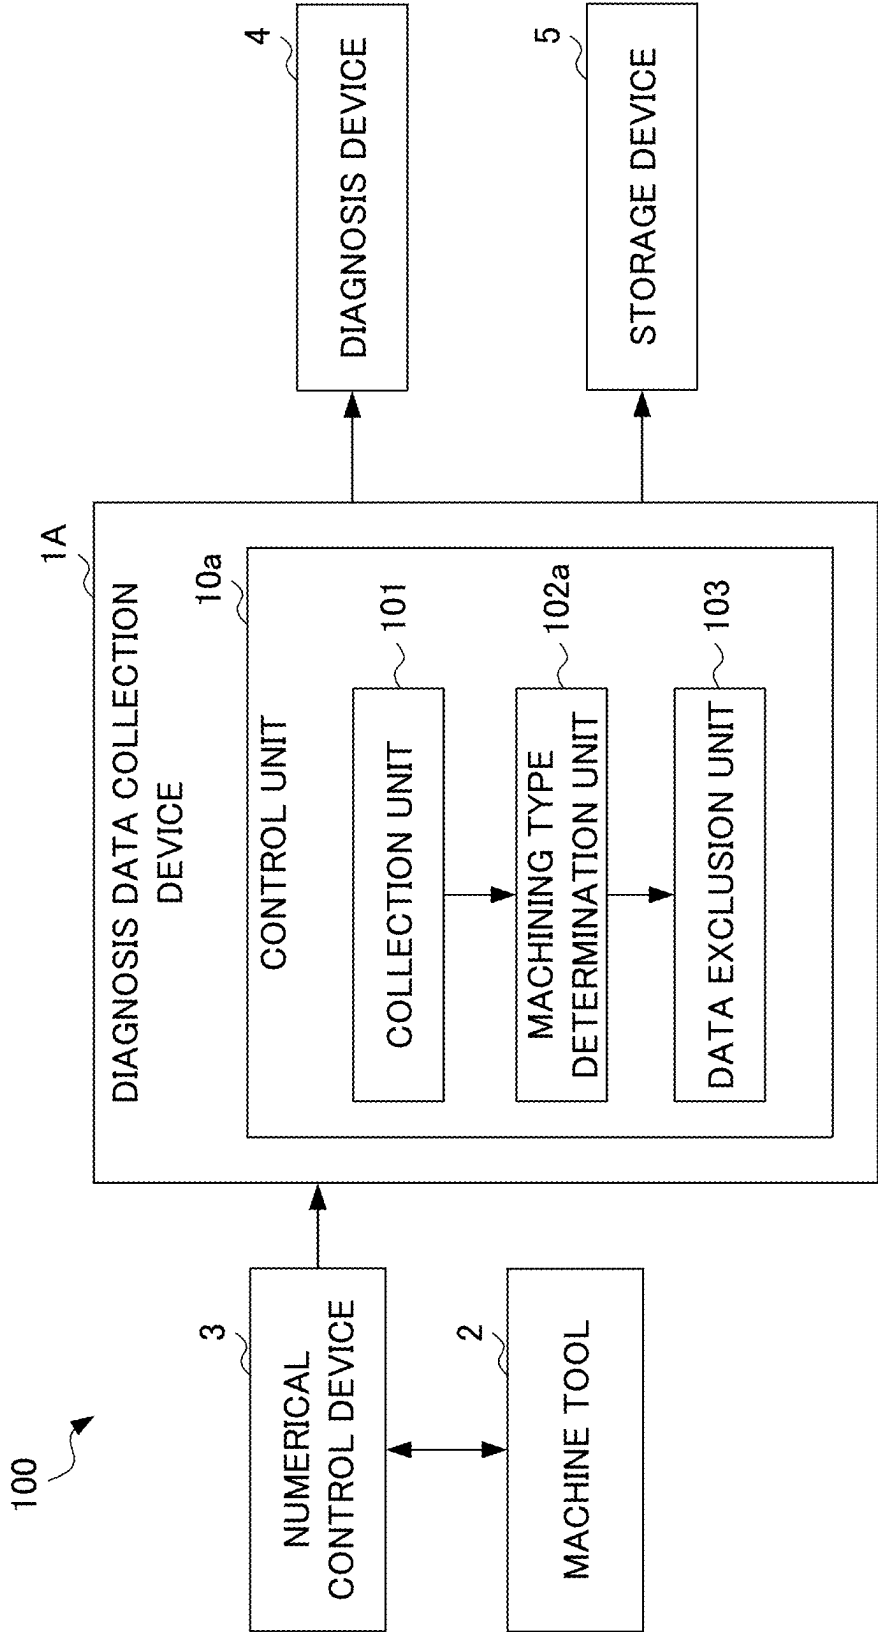 100
3
NUMERICAL
CONTROL DEVICE
2
MACHINE TOOL
1A
DIAGNOSIS DATA COLLECTION
DEVICE
10a
CONTROL UNIT
101
COLLECTION UNIT
102a
MACHINING TYPE
DETERMINATION UNIT
103
DATA EXCLUSION UNIT
4
DIAGNOSIS DEVICE
5
STORAGE DEVICE